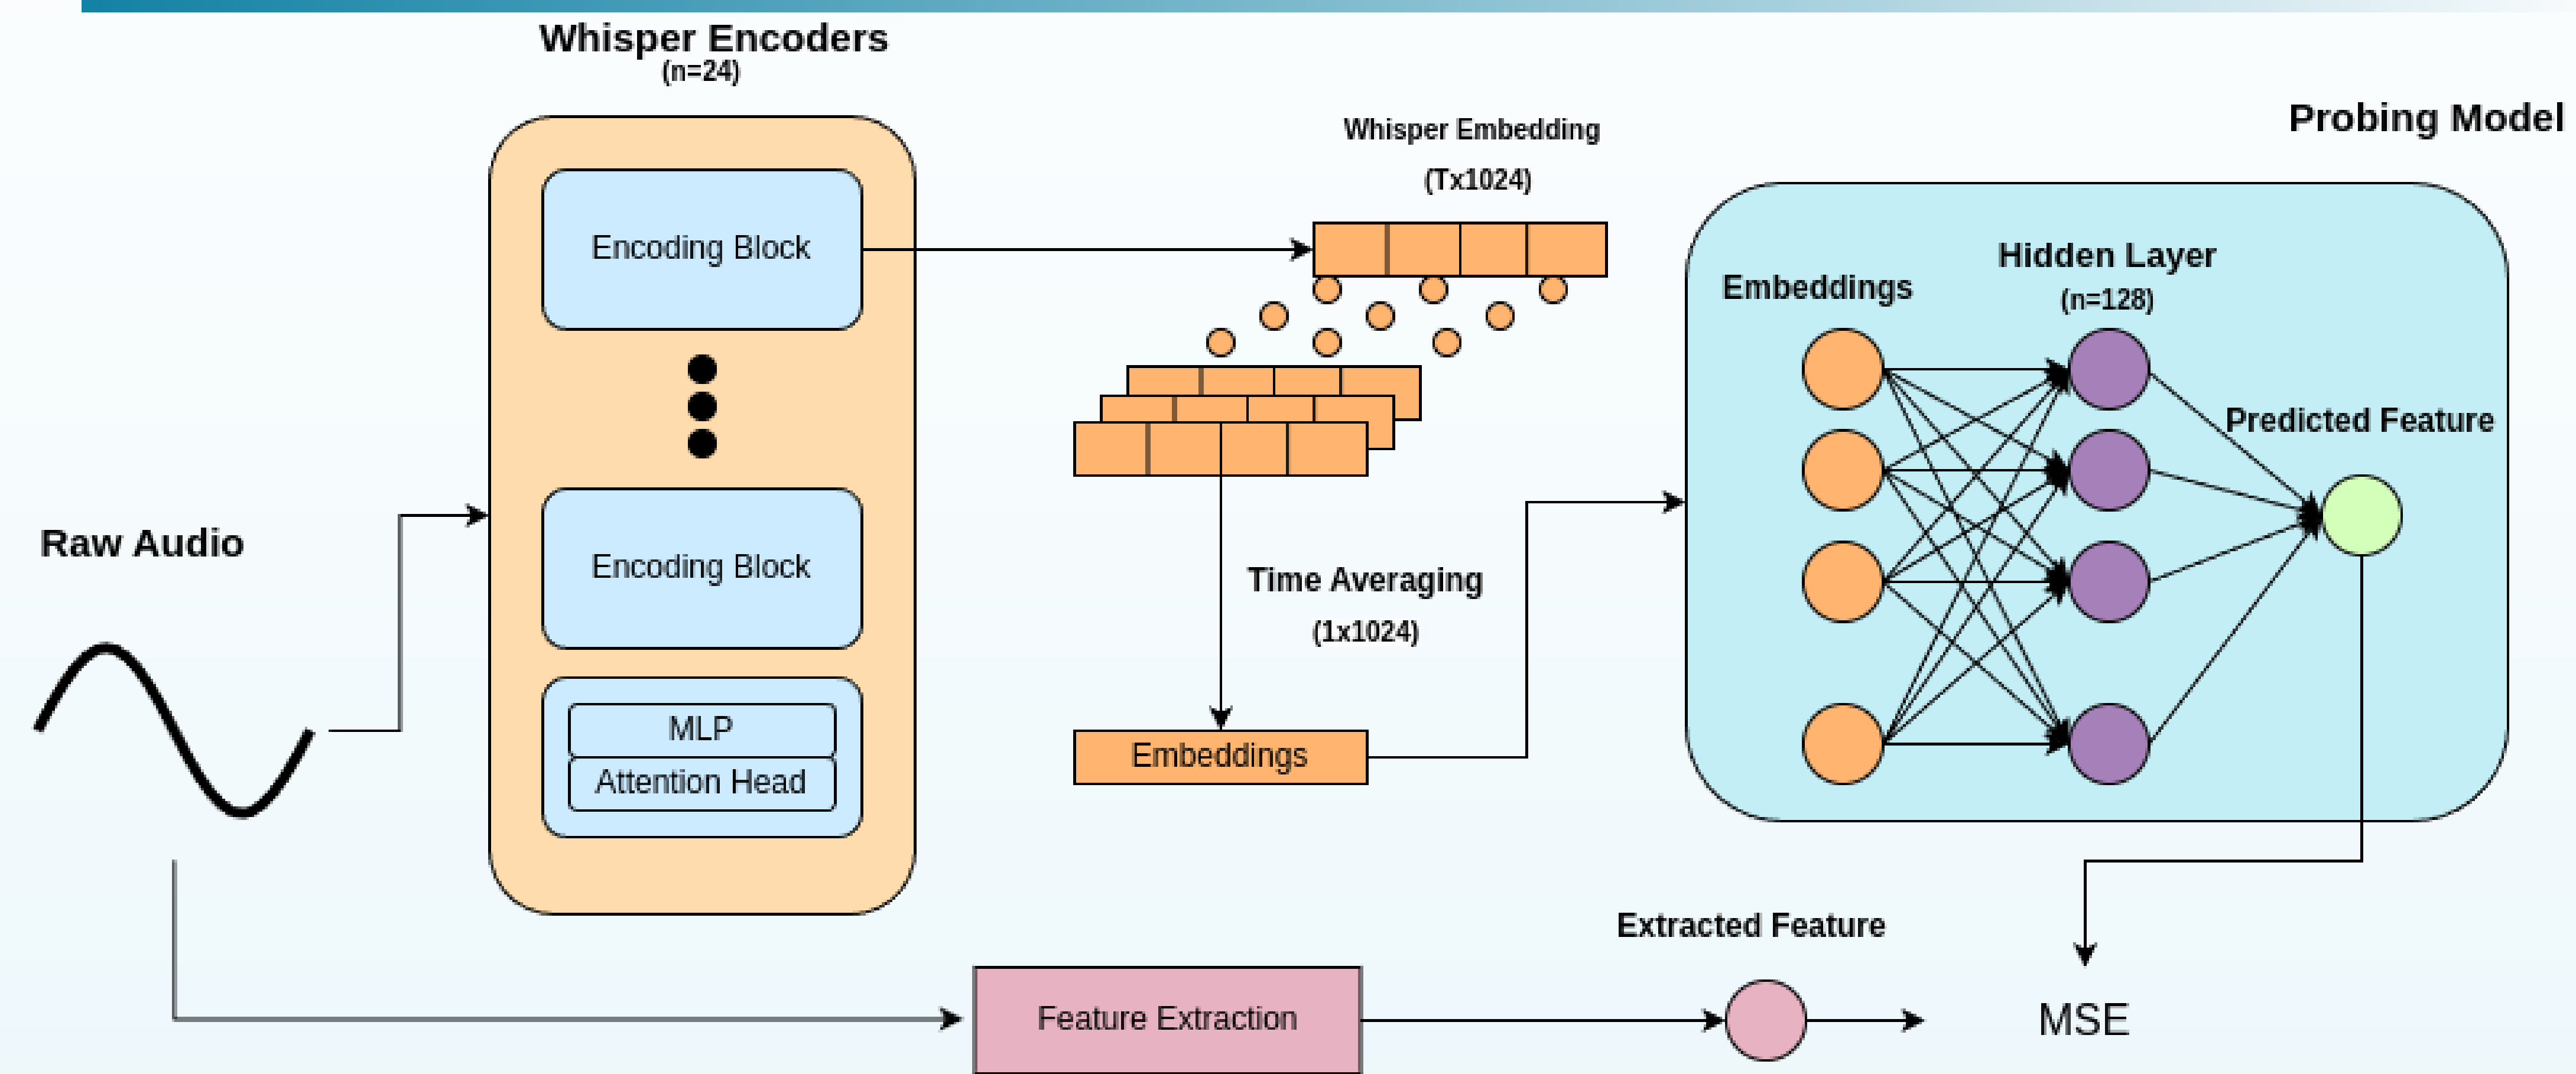 Whisper Encoders
(n=24)
Encoding Block
Encoding Block
MLP
Attention Head
Raw Audio
Whisper Embedding
(Tx1024)
Time Averaging
(1x1024)
Embeddings
Probing Model
Embeddings
Hidden Layer
(n=128)
Predicted Feature
Feature Extraction
Extracted Feature
MSE